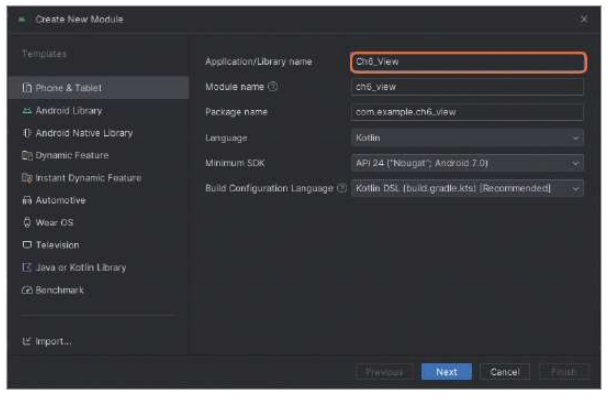 Create New Module
Templates
Phone & Tablet
Android Library
Android Native Library
Dynamic Feature
Instant Dynamic Feature
Automotive
Wear OS
Television
Java or Kotlin Library
Benchmark
Import...
Application/Library name
Ch6_View
Module name
ch6_view
Package name
com.example.ch6_view
Language
Kotlin
Minimum SDK
API 24 ("Nougat"; Android 7.0)
Build Configuration Language
Kotlin DSL (build.gradle.kts) [Recommended]
Previous
Next
Cancel
Finish